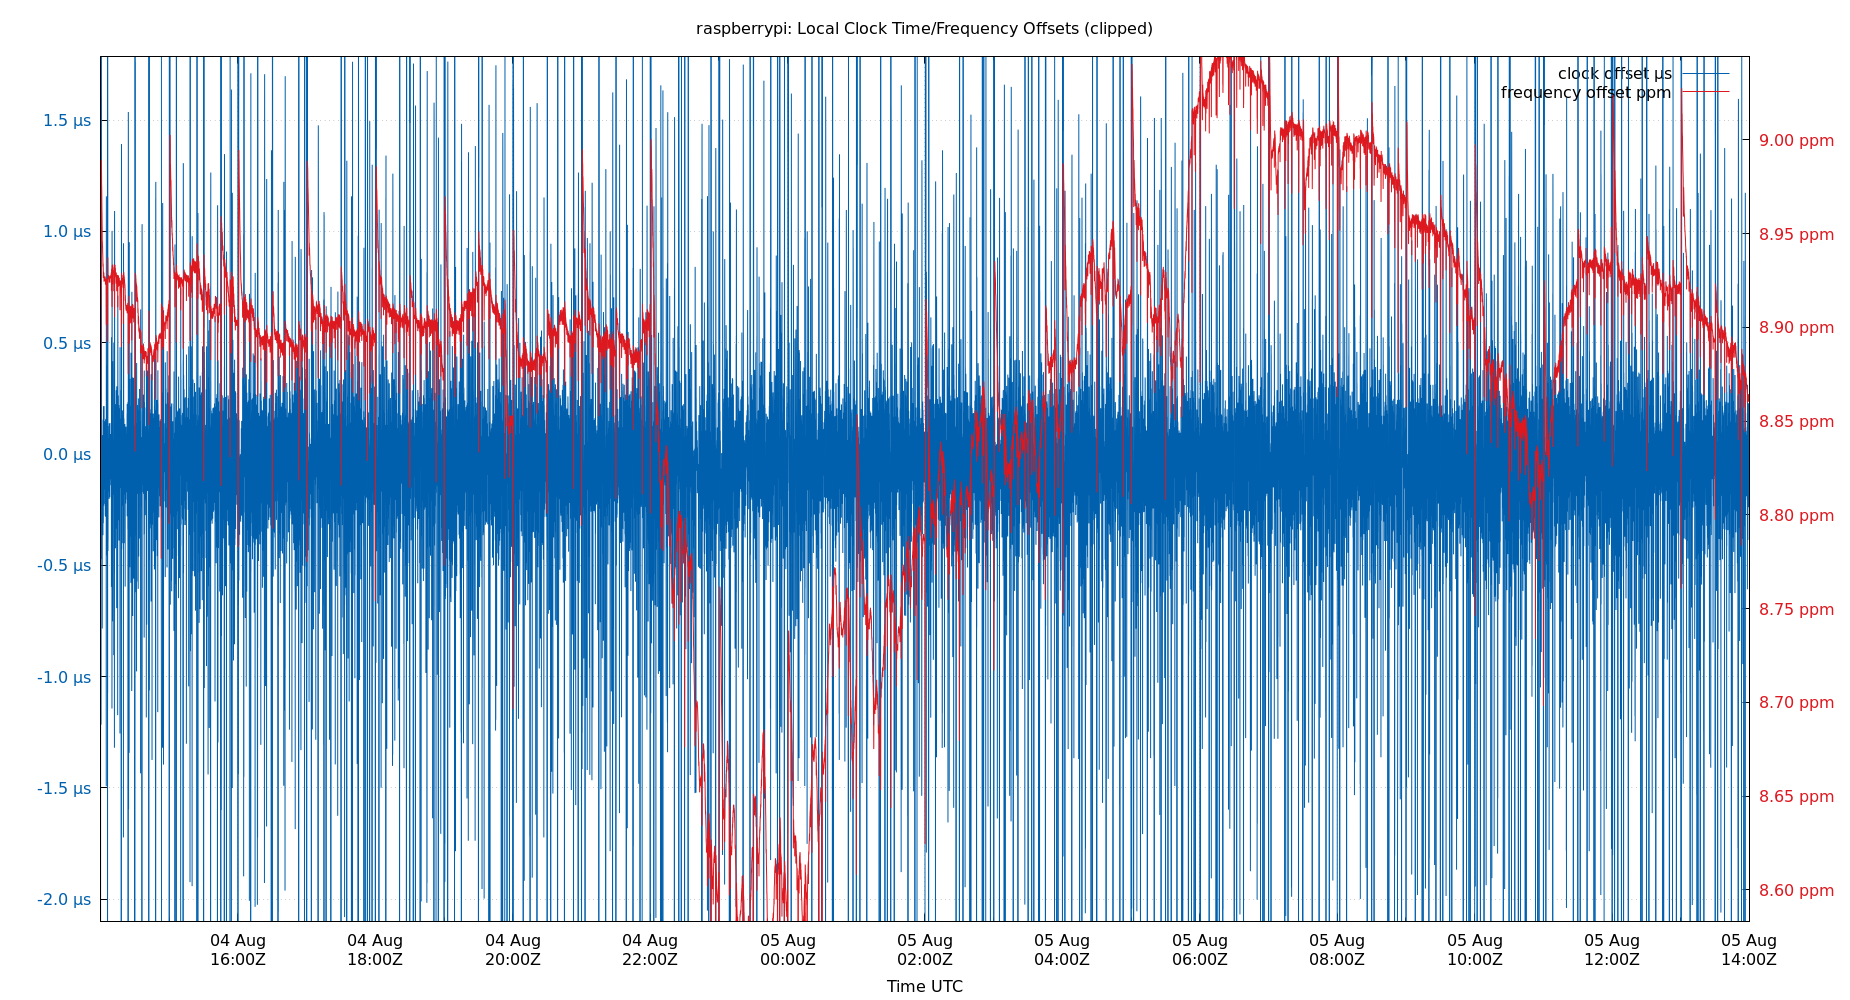 raspberrypi: Local Clock Time/Frequency Offsets (clipped)
clock offset µs
frequency offset ppm
1.5 µs
1.0 µs
0.5 µs
0.0 µs
-0.5 µs
-1.0 µs
-1.5 µs
-2.0 µs
9.00 ppm
8.95 ppm
8.90 ppm
8.85 ppm
8.80 ppm
8.75 ppm
8.70 ppm
8.65 ppm
8.60 ppm
04 Aug 04 Aug 04 Aug 04 Aug 05 Aug 05 Aug 05 Aug 05 Aug 05 Aug 05 Aug 05 Aug 05 Aug
16:00Z 18:00Z 20:00Z 22:00Z 00:00Z 02:00Z 04:00Z 06:00Z 08:00Z 10:00Z 12:00Z 14:00Z
Time UTC